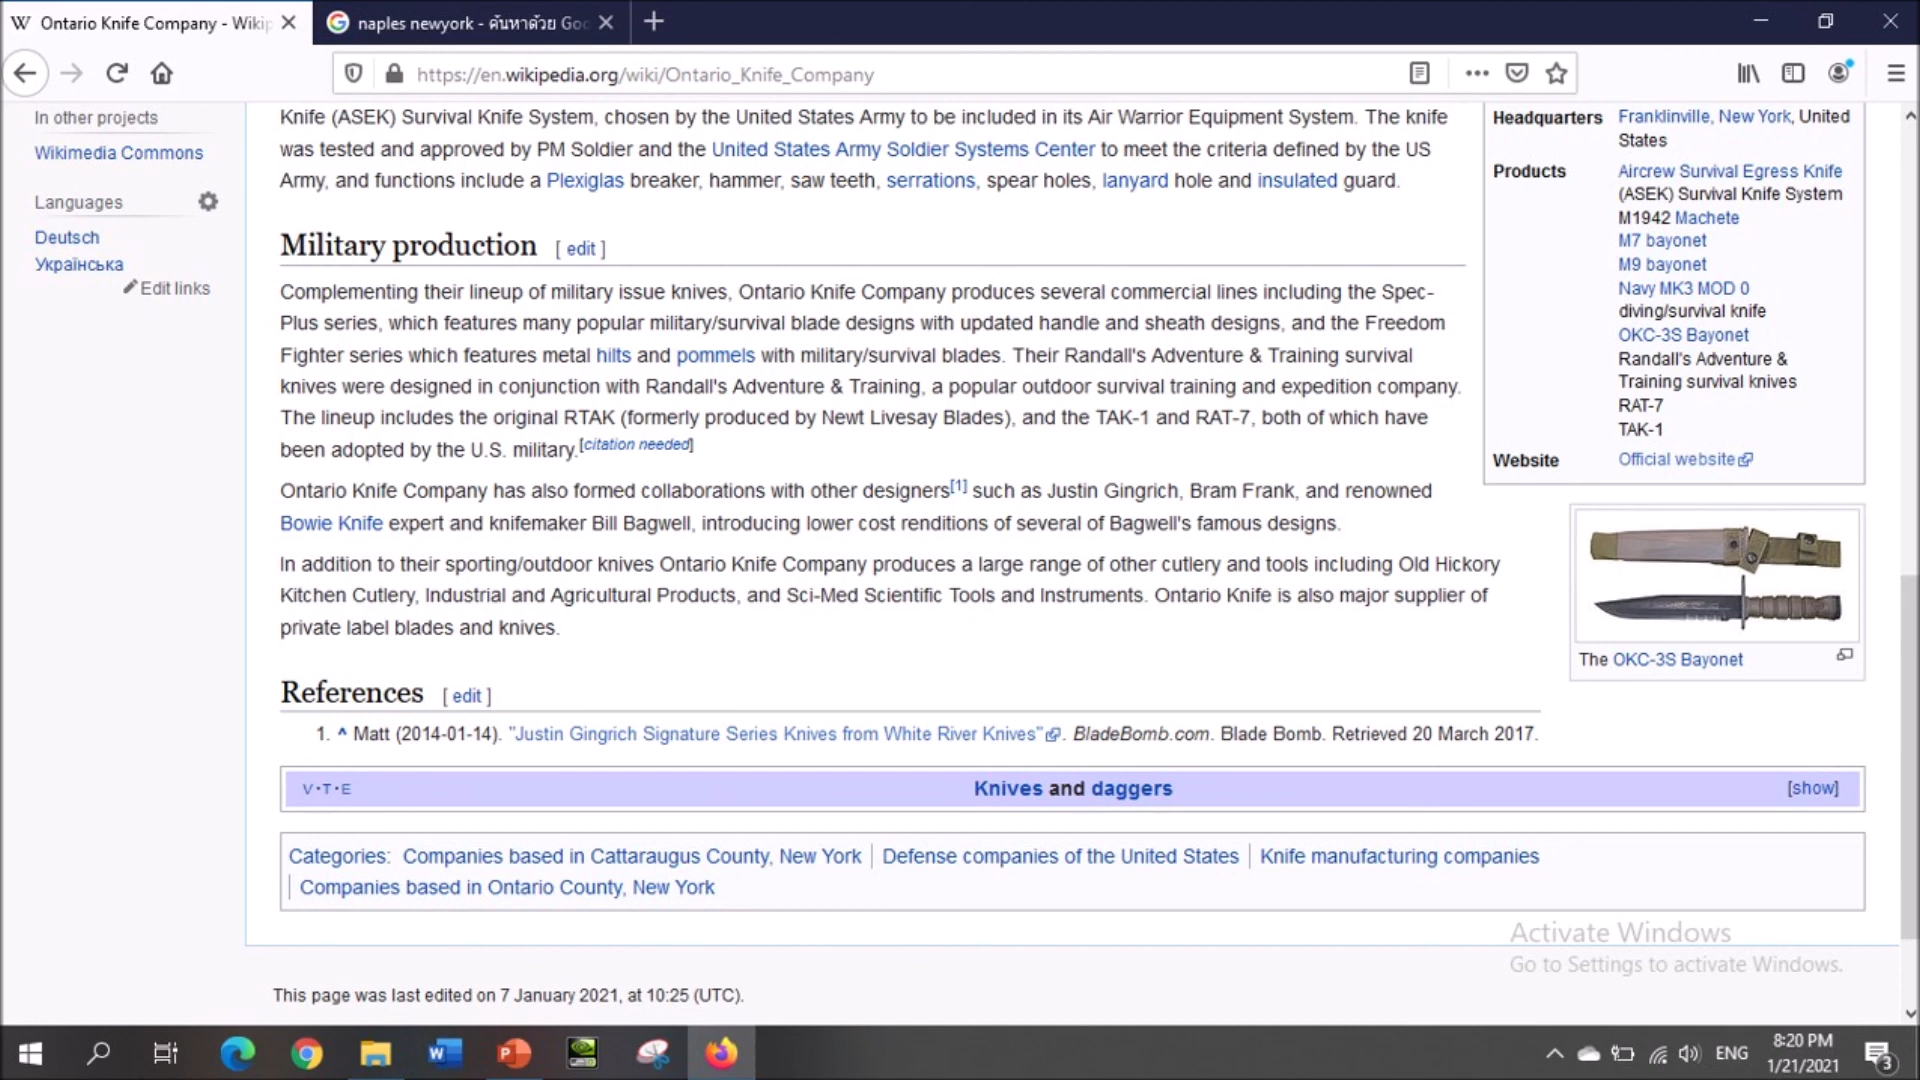 W Ontario Knife Company - Wikip
naples newyork - ค้นหาด้วย Goo
https://en.wikipedia.org/wiki/Ontario_Knife_Company
In other projects
Wikimedia Commons
Languages
Deutsch
Українська
Edit links
Knife (ASEK) Survival Knife System, chosen by the United States Army to be included in its Air Warrior Equipment System. The knife
was tested and approved by PM Soldier and the United States Army Soldier Systems Center to meet the criteria defined by the US
Army, and functions include a Plexiglas breaker, hammer, saw teeth, serrations, spear holes, lanyard hole and insulated guard.
Military production [ edit ]
Complementing their lineup of military issue knives, Ontario Knife Company produces several commercial lines including the Spec-
Plus series, which features many popular military/survival blade designs with updated handle and sheath designs, and the Freedom
Fighter series which features metal hilts and pommels with military/survival blades. Their Randall's Adventure & Training survival
knives were designed in conjunction with Randall's Adventure & Training, a popular outdoor survival training and expedition company.
The lineup includes the original RTAK (formerly produced by Newt Livesay Blades), and the TAK-1 and RAT-7, both of which have
been adopted by the U.S. military.[citation needed]
Ontario Knife Company has also formed collaborations with other designers[1] such as Justin Gingrich, Bram Frank, and renowned
Bowie Knife expert and knifemaker Bill Bagwell, introducing lower cost renditions of several of Bagwell's famous designs.
In addition to their sporting/outdoor knives Ontario Knife Company produces a large range of other cutlery and tools including Old Hickory
Kitchen Cutlery, Industrial and Agricultural Products, and Sci-Med Scientific Tools and Instruments. Ontario Knife is also major supplier of
private label blades and knives.
Headquarters Franklinville, New York, United
States
Products Aircrew Survival Egress Knife
(ASEK) Survival Knife System
M1942 Machete
M7 bayonet
M9 bayonet
Navy MK3 MOD 0
diving/survival knife
OKC-3S Bayonet
Randall's Adventure &
Training survival knives
RAT-7
TAK-1
Website Official website
The OKC-3S Bayonet
References [ edit ]
1. ^ Matt (2014-01-14). "Justin Gingrich Signature Series Knives from White River Knives". BladeBomb.com. Blade Bomb. Retrieved 20 March 2017.
V·T·E Knives and daggers [show]
Categories: Companies based in Cattaraugus County, New York | Defense companies of the United States | Knife manufacturing companies
| Companies based in Ontario County, New York
Activate Windows
Go to Settings to activate Windows.
This page was last edited on 7 January 2021, at 10:25 (UTC).
ENG
8:20 PM
1/21/2021
3